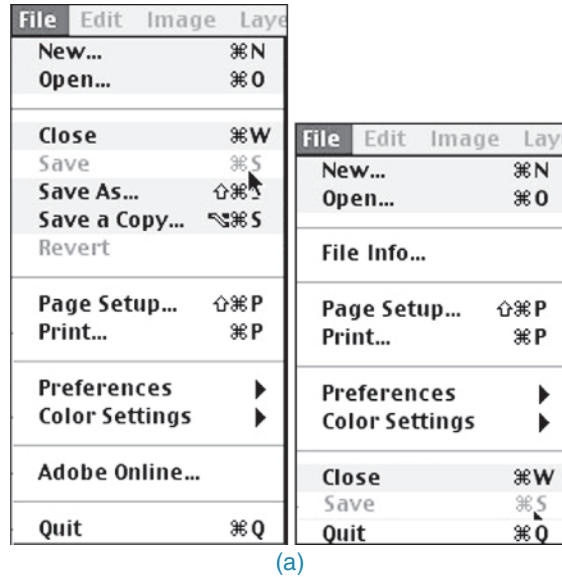 File Edit Image Laye
New... ⌘N
Open... ⌘O
Close ⌘W
Save ⌘S
Save As... ⇧⌘
Save a Copy... ⌥⌘S
Revert
Page Setup... ⇧⌘P
Print... ⌘P
Preferences ▶
Color Settings ▶
Adobe Online...
Quit ⌘Q
File Edit Image Lay
New... ⌘N
Open... ⌘O
File Info...
Page Setup... ⇧⌘P
Print... ⌘P
Preferences ▶
Color Settings ▶
Close ⌘W
Save ⌘S
Quit ⌘Q
(a)